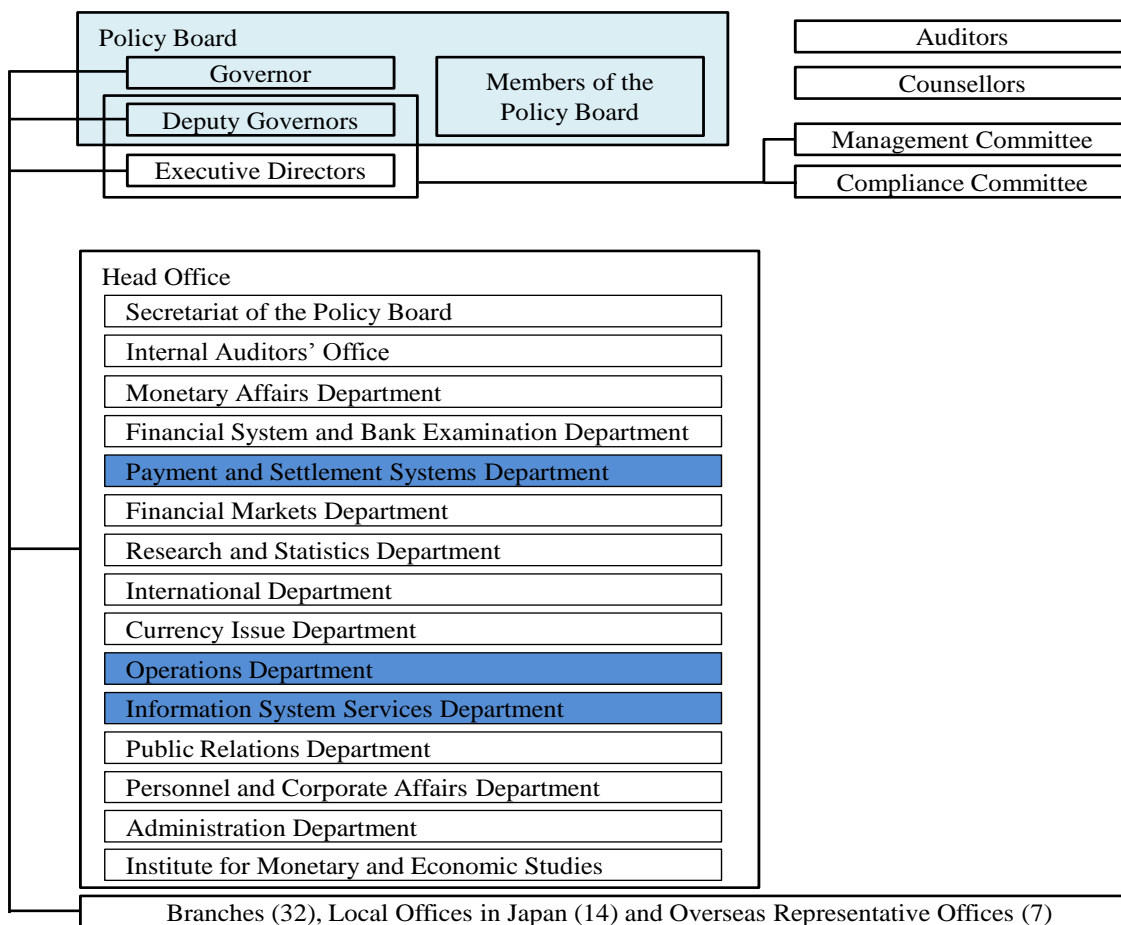 Policy Board
Governor
Deputy Governors
Executive Directors
Members of the
Policy Board
Auditors
Counsellors
Management Committee
Compliance Committee
Head Office
Secretariat of the Policy Board
Internal Auditors’ Office
Monetary Affairs Department
Financial System and Bank Examination Department
Payment and Settlement Systems Department
Financial Markets Department
Research and Statistics Department
International Department
Currency Issue Department
Operations Department
Information System Services Department
Public Relations Department
Personnel and Corporate Affairs Department
Administration Department
Institute for Monetary and Economic Studies
Branches (32), Local Offices in Japan (14) and Overseas Representative Offices (7)